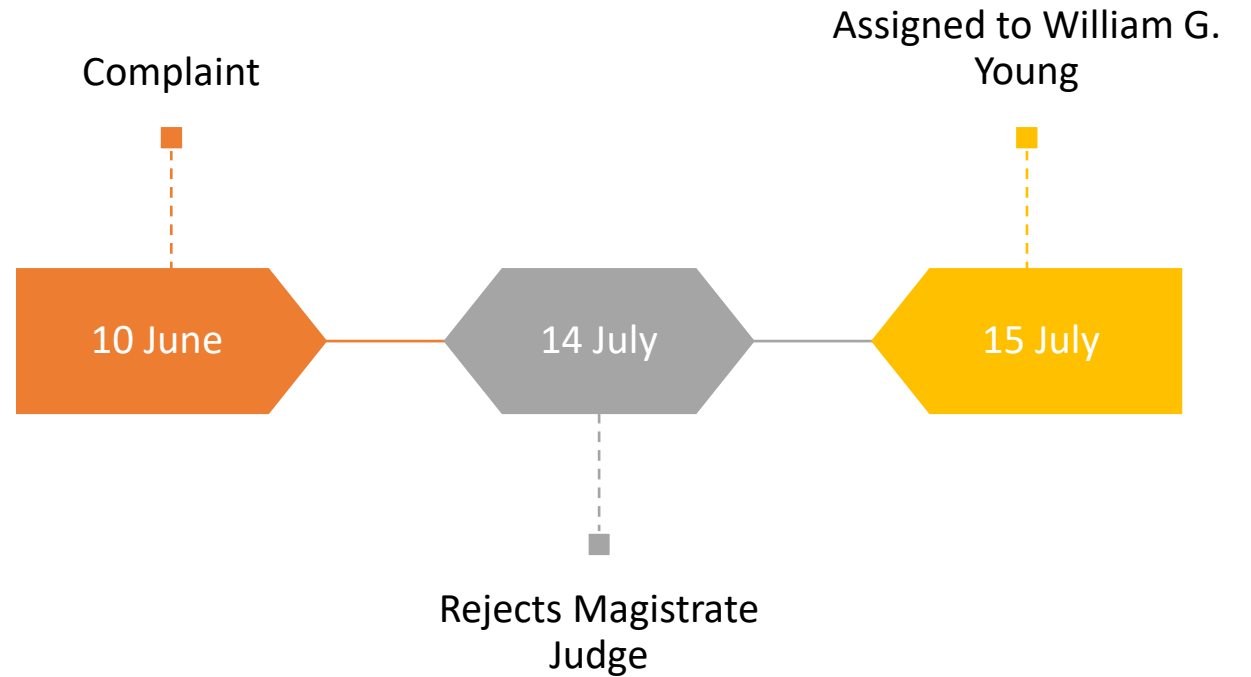 Complaint
Assigned to William G.
Young
10 June
14 July
15 July
Rejects Magistrate
Judge